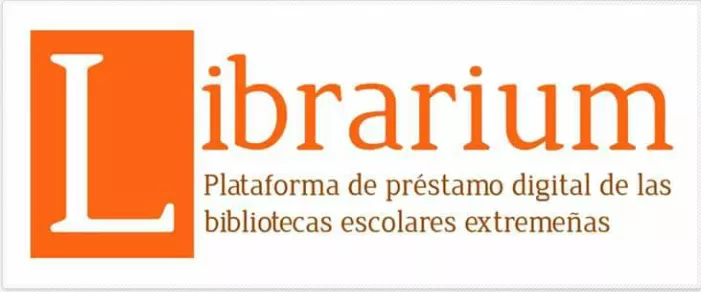 Librarium
Plataforma de préstamo digital de las
bibliotecas escolares extremeñas